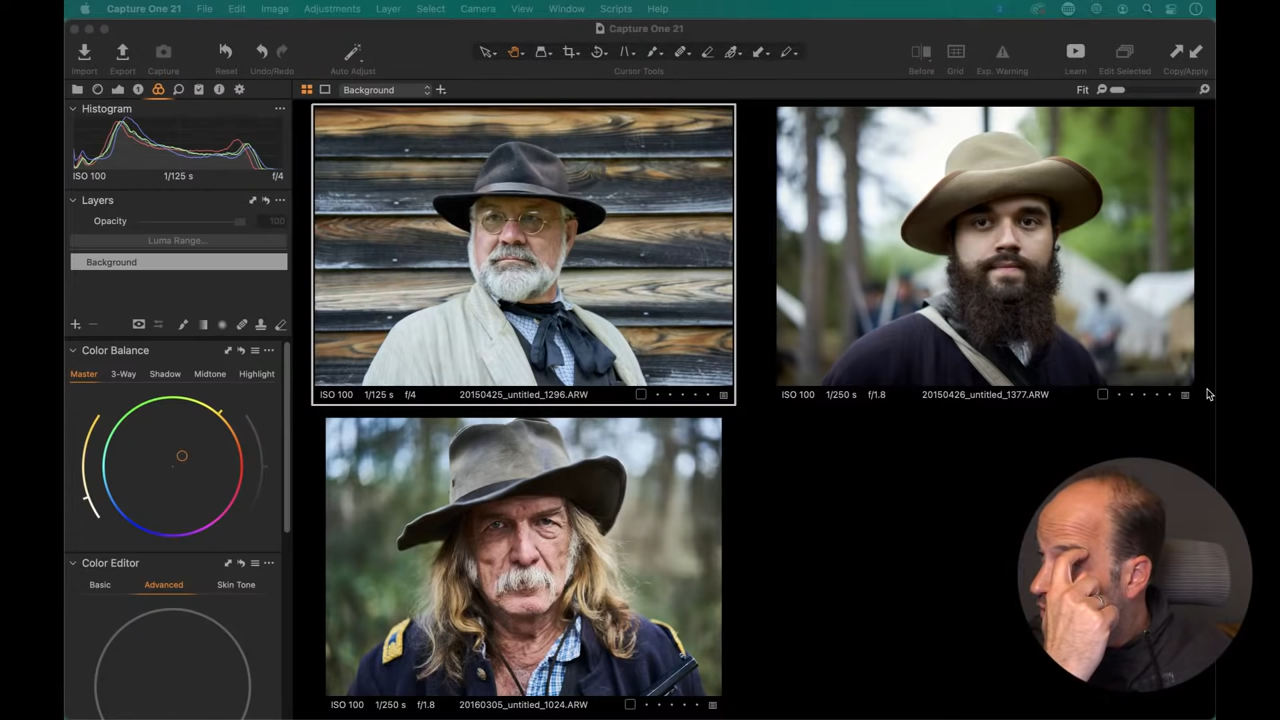 Capture One 21 File Edit Image Adjustments Layer Select Camera View Window Scripts Help
Capture One 21
Import Export Capture Reset Undo/Redo Auto Adjust Cursor Tools Before Grid Exp. Warning Learn Edit Selected Copy/Apply
Background Fit
Histogram
ISO 100 1/125 s f/4
Layers
Opacity 100
Luma Range...
Background
Color Balance
Master 3-Way Shadow Midtone Highlight
Color Editor
Basic Advanced Skin Tone
ISO 100 1/125 s f/4 20150425_untitled_1296.ARW
ISO 100 1/250 s f/1.8 20150426_untitled_1377.ARW
ISO 100 1/250 s f/1.8 20160305_untitled_1024.ARW